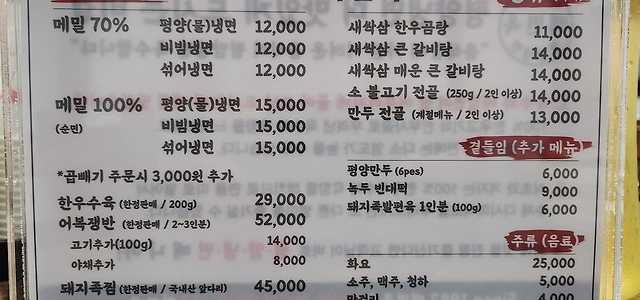 메밀 70% 평양(물)냉면 12,000
비빔냉면 12,000
섞어냉면 12,000
메밀 100% 평양(물)냉면 15,000
(순면) 비빔냉면 15,000
섞어냉면 15,000
*곱빼기 주문시 3,000원 추가
한우수육 (한정판매 / 200g) 29,000
어복쟁반 (한정판매 / 2~3인분) 52,000
고기추가(100g) 14,000
야채추가 8,000
돼지족찜 (한정판매 / 국내산 앞다리) 45,000
새싹삼 한우곰탕 11,000
새싹삼 큰 갈비탕 14,000
새싹삼 매운 큰 갈비탕 14,000
소 불고기 전골 (250g / 2인 이상) 14,000
만두 전골 (계절메뉴 / 2인 이상) 13,000
곁들임 (추가 메뉴)
평양만두 (6pes) 6,000
녹두 빈대떡 9,000
돼지족발편육 1인분 (100g) 6,000
주류 (음료)
화요 25,000
소주, 맥주, 청하 5,000
막걸리 4,000